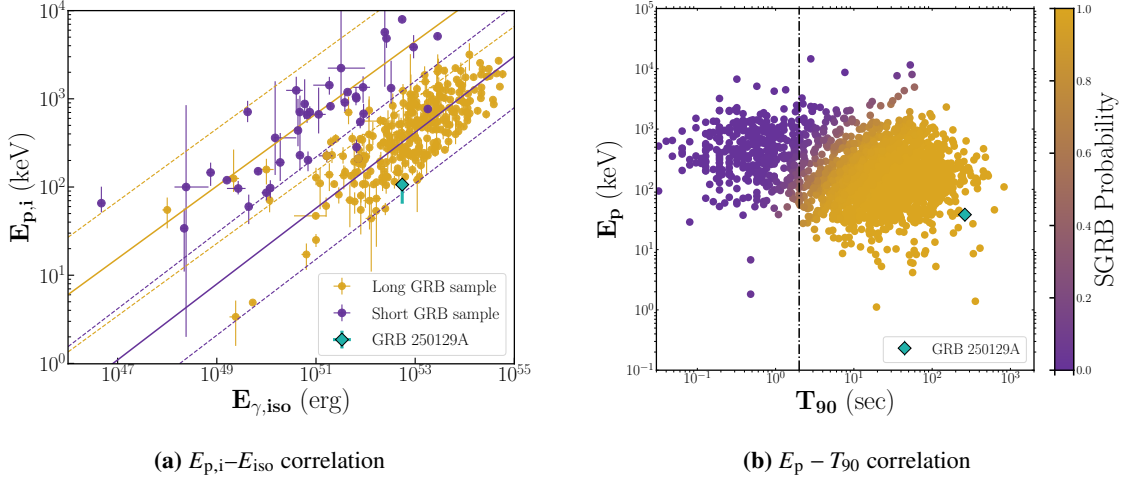 10^4
10^3
10^2
10^1
10^0
E_p,i (keV)
Long GRB sample
Short GRB sample
GRB 250129A
10^47
10^49
10^51
10^53
10^55
E_γ,iso (erg)
(a) E_p,i–E_iso correlation
10^5
10^4
10^3
10^2
10^1
10^0
10^−1
E_p (keV)
GRB 250129A
10^−1
10^0
10^1
10^2
10^3
T_90 (sec)
1.0
0.8
0.6
0.4
0.2
0.0
SGRB Probability
(b) E_p − T_90 correlation